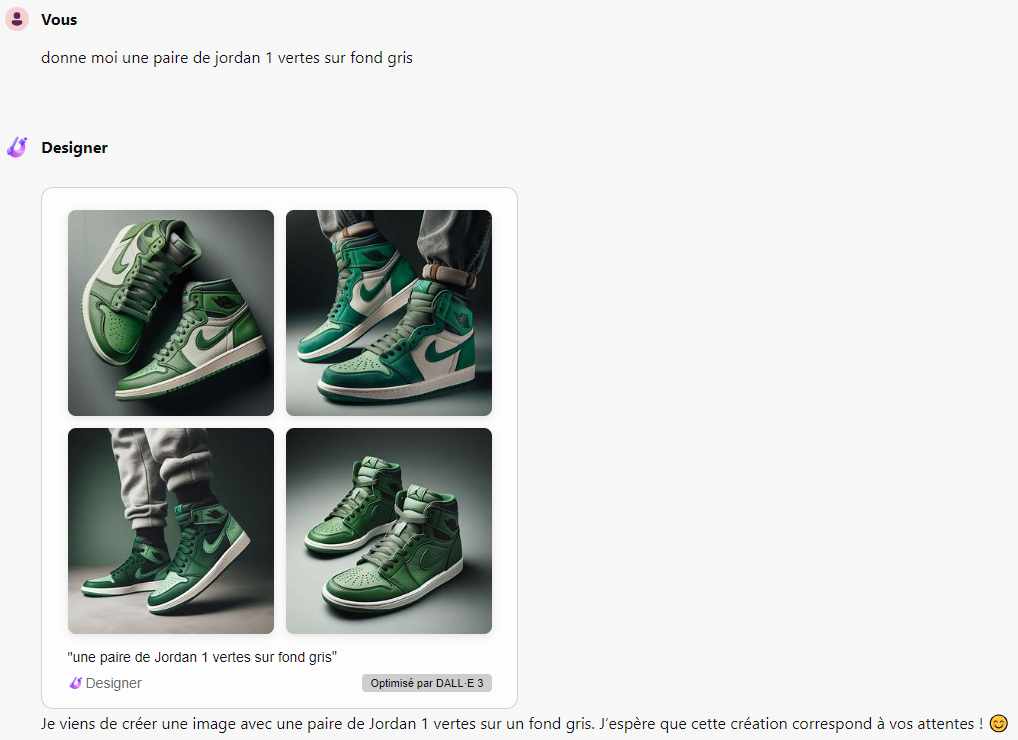 Vous
donne moi une paire de jordan 1 vertes sur fond gris
Designer
"une paire de Jordan 1 vertes sur fond gris"
Designer
Optimisé par DALL·E 3
Je viens de créer une image avec une paire de Jordan 1 vertes sur un fond gris. J’espère que cette création correspond à vos attentes ! 😊